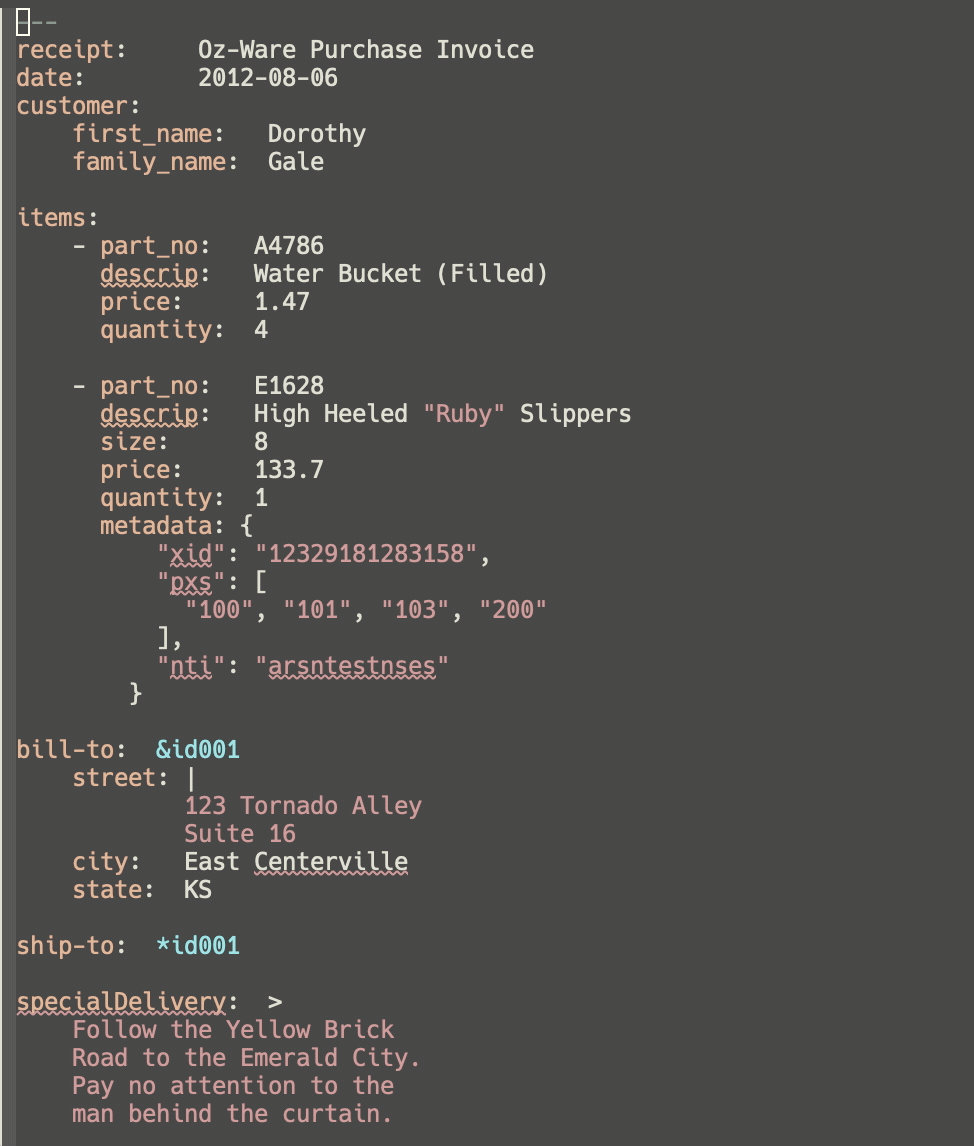 ---
receipt:     Oz-Ware Purchase Invoice
date:        2012-08-06
customer:
    first_name:   Dorothy
    family_name:  Gale

items:
    - part_no:   A4786
      descrip:   Water Bucket (Filled)
      price:     1.47
      quantity:  4

    - part_no:   E1628
      descrip:   High Heeled "Ruby" Slippers
      size:      8
      price:     133.7
      quantity:  1
      metadata: {
          "xid": "12329181283158",
          "pxs": [
            "100", "101", "103", "200"
          ],
          "nti": "arsntestnses"
        }

bill-to:  &id001
    street: |
            123 Tornado Alley
            Suite 16
    city:   East Centerville
    state:  KS

ship-to:  *id001

specialDelivery:  >
    Follow the Yellow Brick
    Road to the Emerald City.
    Pay no attention to the
    man behind the curtain.